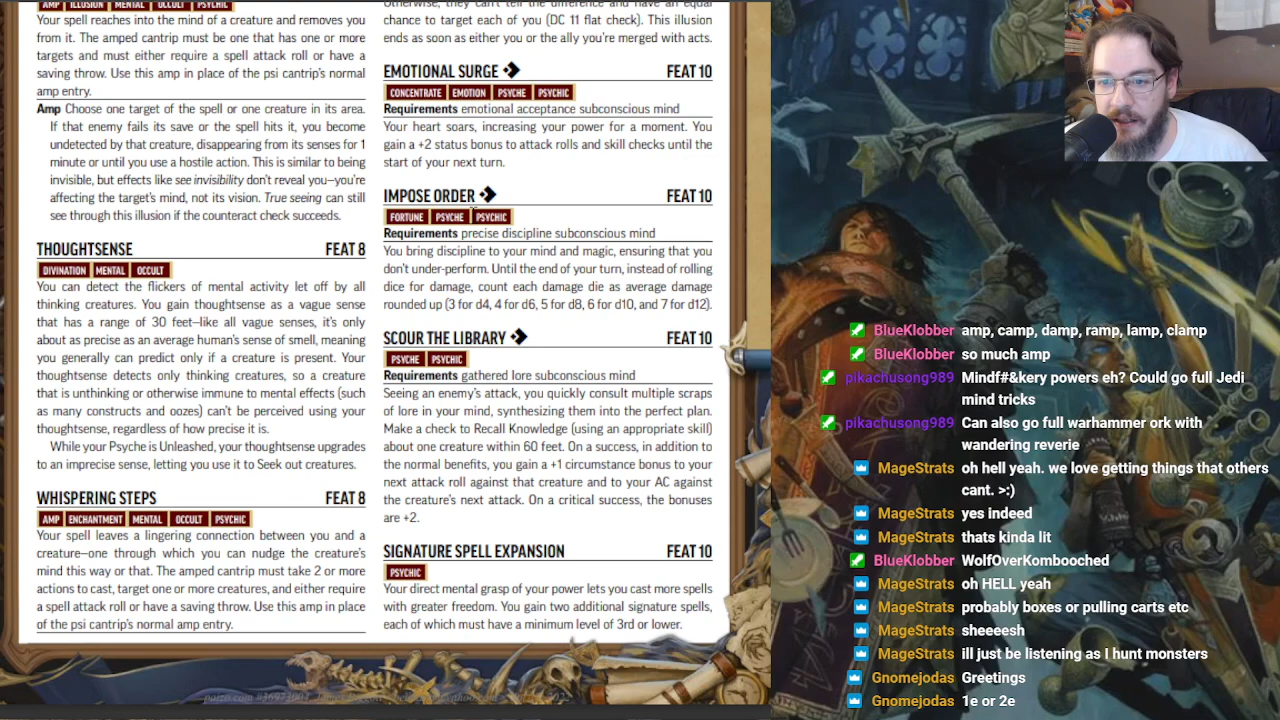 AMP ILLUSION MENTAL OCCULT PSYCHIC
Your spell reaches into the mind of a creature and removes you
from it. The amped cantrip must be one that has one or more
targets and must either require a spell attack roll or have a
saving throw. Use this amp in place of the psi cantrip's normal
amp entry.
Amp Choose one target of the spell or one creature in its area.
If that enemy fails its save or the spell hits it, you become
undetected by that creature, disappearing from its senses for 1
minute or until you use a hostile action. This is similar to being
invisible, but effects like see invisibility don't reveal you—you're
affecting the target's mind, not its vision. True seeing can still
see through this illusion if the counteract check succeeds.
THOUGHTSENSE FEAT 8
DIVINATION MENTAL OCCULT
You can detect the flickers of mental activity let off by all
thinking creatures. You gain thoughtsense as a vague sense
that has a range of 30 feet—like all vague senses, it's only
about as precise as an average human's sense of smell, meaning
you generally can predict only if a creature is present. Your
thoughtsense detects only thinking creatures, so a creature
that is unthinking or otherwise immune to mental effects (such
as many constructs and oozes) can't be perceived using your
thoughtsense, regardless of how precise it is.
While your Psyche is Unleashed, your thoughtsense upgrades
to an imprecise sense, letting you use it to Seek out creatures.
WHISPERING STEPS FEAT 8
AMP ENCHANTMENT MENTAL OCCULT PSYCHIC
Your spell leaves a lingering connection between you and a
creature—one through which you can nudge the creature's
mind this way or that. The amped cantrip must take 2 or more
actions to cast, target one or more creatures, and either require
a spell attack roll or have a saving throw. Use this amp in place
of the psi cantrip's normal amp entry.
Otherwise, they can't tell the difference and have an equal
chance to target each of you (DC 11 flat check). This illusion
ends as soon as either you or the ally you're merged with acts.
EMOTIONAL SURGE FEAT 10
CONCENTRATE EMOTION PSYCHE PSYCHIC
Requirements emotional acceptance subconscious mind
Your heart soars, increasing your power for a moment. You
gain a +2 status bonus to attack rolls and skill checks until the
start of your next turn.
IMPOSE ORDER FEAT 10
FORTUNE PSYCHE PSYCHIC
Requirements precise discipline subconscious mind
You bring discipline to your mind and magic, ensuring that you
don't under-perform. Until the end of your turn, instead of rolling
dice for damage, count each damage die as average damage
rounded up (3 for d4, 4 for d6, 5 for d8, 6 for d10, and 7 for d12).
SCOUR THE LIBRARY FEAT 10
PSYCHE PSYCHIC
Requirements gathered lore subconscious mind
Seeing an enemy's attack, you quickly consult multiple scraps
of lore in your mind, synthesizing them into the perfect plan.
Make a check to Recall Knowledge (using an appropriate skill)
about one creature within 60 feet. On a success, in addition to
the normal benefits, you gain a +1 circumstance bonus to your
next attack roll against that creature and to your AC against
the creature's next attack. On a critical success, the bonuses
are +2.
SIGNATURE SPELL EXPANSION FEAT 10
PSYCHIC
Your direct mental grasp of your power lets you cast more spells
with greater freedom. You gain two additional signature spells,
each of which must have a minimum level of 3rd or lower.
BlueKlobber amp, camp, damp, ramp, lamp, clamp
BlueKlobber so much amp
pikachusong989 Mindf#&kery powers eh? Could go full Jedi
mind tricks
pikachusong989 Can also go full warhammer ork with
wandering reverie
MageStrats oh hell yeah. we love getting things that others
cant. >:)
MageStrats yes indeed
MageStrats thats kinda lit
BlueKlobber WolfOverKombooched
MageStrats oh HELL yeah
MageStrats probably boxes or pulling carts etc
MageStrats sheeeesh
MageStrats ill just be listening as I hunt monsters
Gnomejodas Greetings
Gnomejodas 1e or 2e